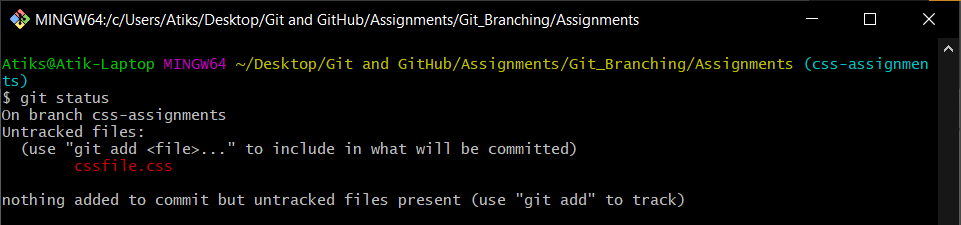 MINGW64:/c/Users/Atiks/Desktop/Git and GitHub/Assignments/Git_Branching/Assignments
Atiks@Atik-Laptop MINGW64 ~/Desktop/Git and GitHub/Assignments/Git_Branching/Assignments (css-assignmen
ts)
$ git status
On branch css-assignments
Untracked files:
  (use "git add <file>..." to include in what will be committed)
        cssfile.css
nothing added to commit but untracked files present (use "git add" to track)